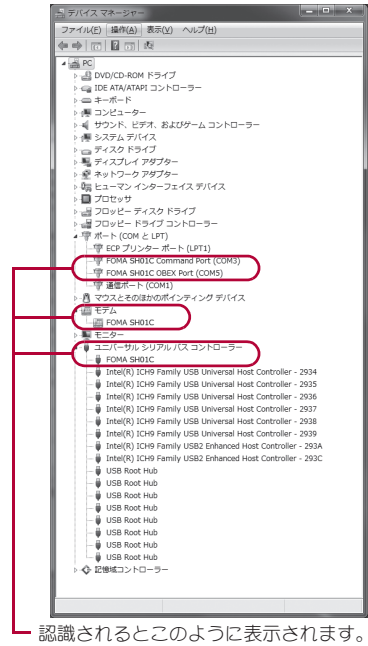 デバイス マネージャー
ファイル(F) 操作(A) 表示(V) ヘルプ(H)
PC
DVD/CD-ROM ドライブ
IDE ATA/ATAPI コントローラー
キーボード
コンピューター
サウンド、ビデオ、およびゲーム コントローラー
システム デバイス
ディスク ドライブ
ディスプレイ アダプター
ネットワーク アダプター
ヒューマン インターフェイス デバイス
プロセッサ
フロッピー ディスク ドライブ
フロッピー ドライブ コントローラー
ポート (COM と LPT)
ECP プリンター ポート (LPT1)
FOMA SH01C Command Port (COM3)
FOMA SH01C OBEX Port (COM5)
通信ポート (COM1)
マウスとそのほかのポインティング デバイス
モデム
FOMA SH01C
モニター
ユニバーサル シリアル バス コントローラー
FOMA SH01C
Intel(R) ICH9 Family USB Universal Host Controller - 2934
Intel(R) ICH9 Family USB Universal Host Controller - 2935
Intel(R) ICH9 Family USB Universal Host Controller - 2936
Intel(R) ICH9 Family USB Universal Host Controller - 2937
Intel(R) ICH9 Family USB Universal Host Controller - 2938
Intel(R) ICH9 Family USB Universal Host Controller - 2939
Intel(R) ICH9 Family USB2 Enhanced Host Controller - 293A
Intel(R) ICH9 Family USB2 Enhanced Host Controller - 293C
USB Root Hub
USB Root Hub
USB Root Hub
USB Root Hub
USB Root Hub
USB Root Hub
USB Root Hub
USB Root Hub
記憶域コントローラー
認識されるとこのように表示されます。